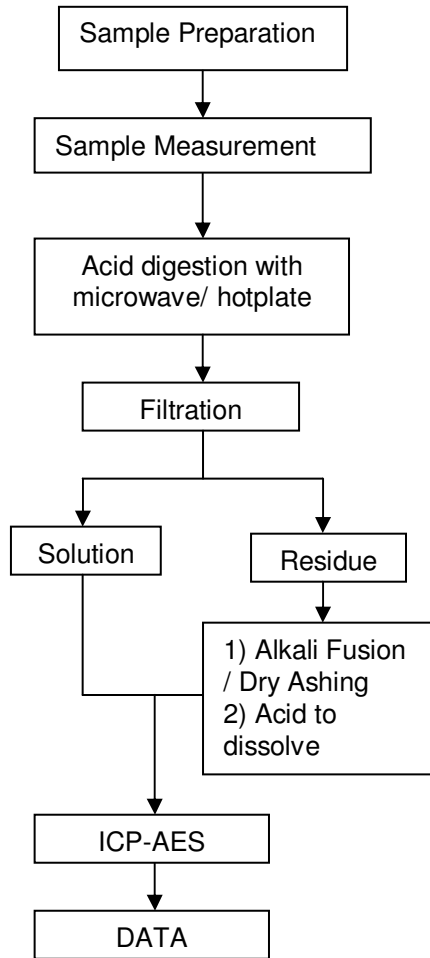 Sample Preparation
Sample Measurement
Acid digestion with
microwave/ hotplate
Filtration
Solution
Residue
1) Alkali Fusion
/ Dry Ashing
2) Acid to
dissolve
ICP-AES
DATA